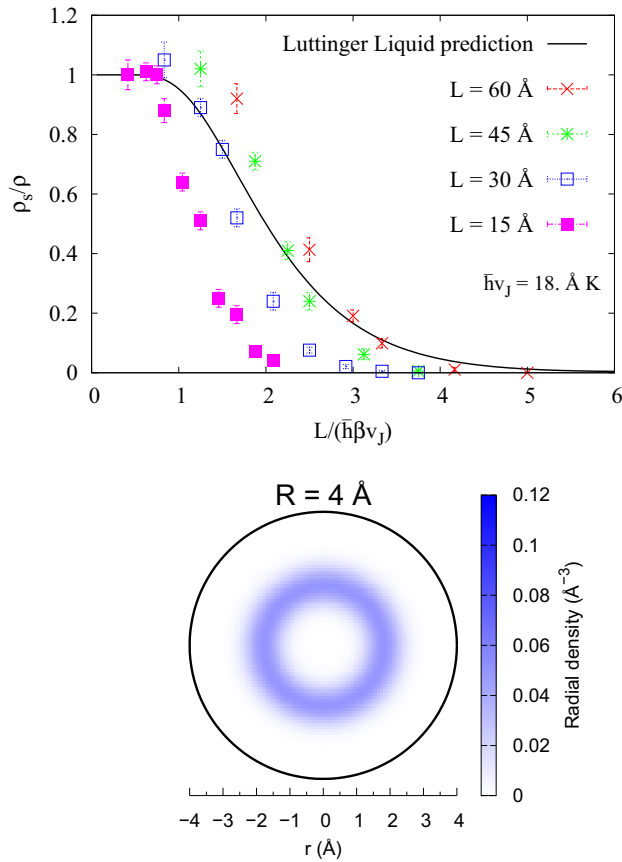 1.2
1
0.8
0.6
0.4
0.2
0
ρs/ρ
Luttinger Liquid prediction
L = 60 Å
L = 45 Å
L = 30 Å
L = 15 Å
ħvJ = 18. Å K
0 1 2 3 4 5 6
L/(ħβvJ)
R = 4 Å
0.12
0.1
0.08
0.06
0.04
0.02
0
Radial density (Å⁻³)
−4 −3 −2 −1 0 1 2 3 4
r (Å)